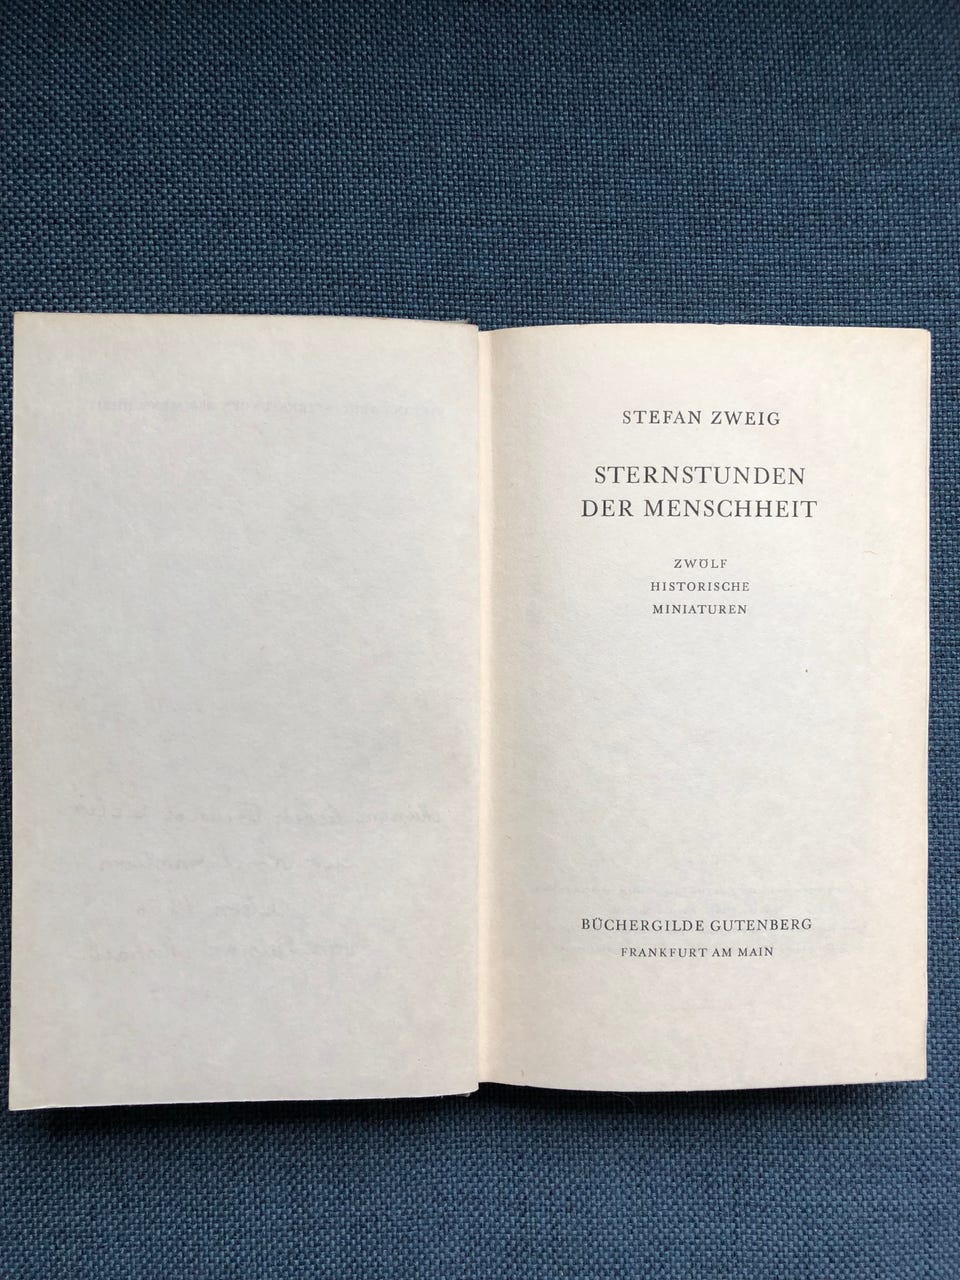 STEFAN ZWEIG
STERNSTUNDEN
DER MENSCHHEIT
ZWÖLF
HISTORISCHE
MINIATUREN
BÜCHERGILDE GUTENBERG
FRANKFURT AM MAIN